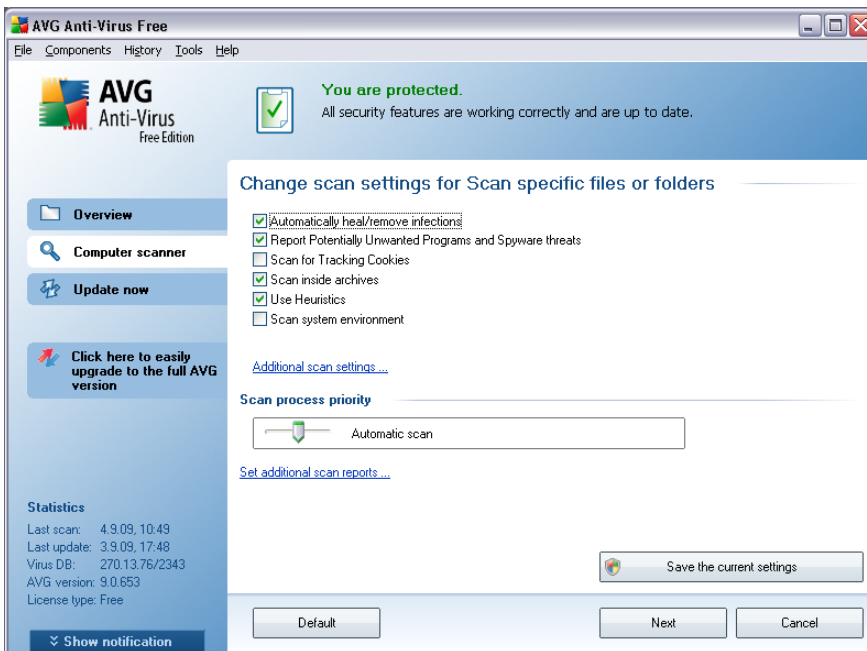 AVG Anti-Virus Free
File Components History Tools Help
AVG
Anti-Virus
Free Edition
You are protected.
All security features are working correctly and are up to date.
Overview
Computer scanner
Update now
Click here to easily
upgrade to the full AVG
version
Statistics
Last scan: 4.9.09, 10:49
Last update: 3.9.09, 17:48
Virus DB: 270.13.76/2343
AVG version: 9.0.653
License type: Free
Show notification
Change scan settings for Scan specific files or folders
Automatically heal/remove infections
Report Potentially Unwanted Programs and Spyware threats
Scan for Tracking Cookies
Scan inside archives
Use Heuristics
Scan system environment
Additional scan settings ...
Scan process priority
Automatic scan
Set additional scan reports ...
Save the current settings
Default Next Cancel